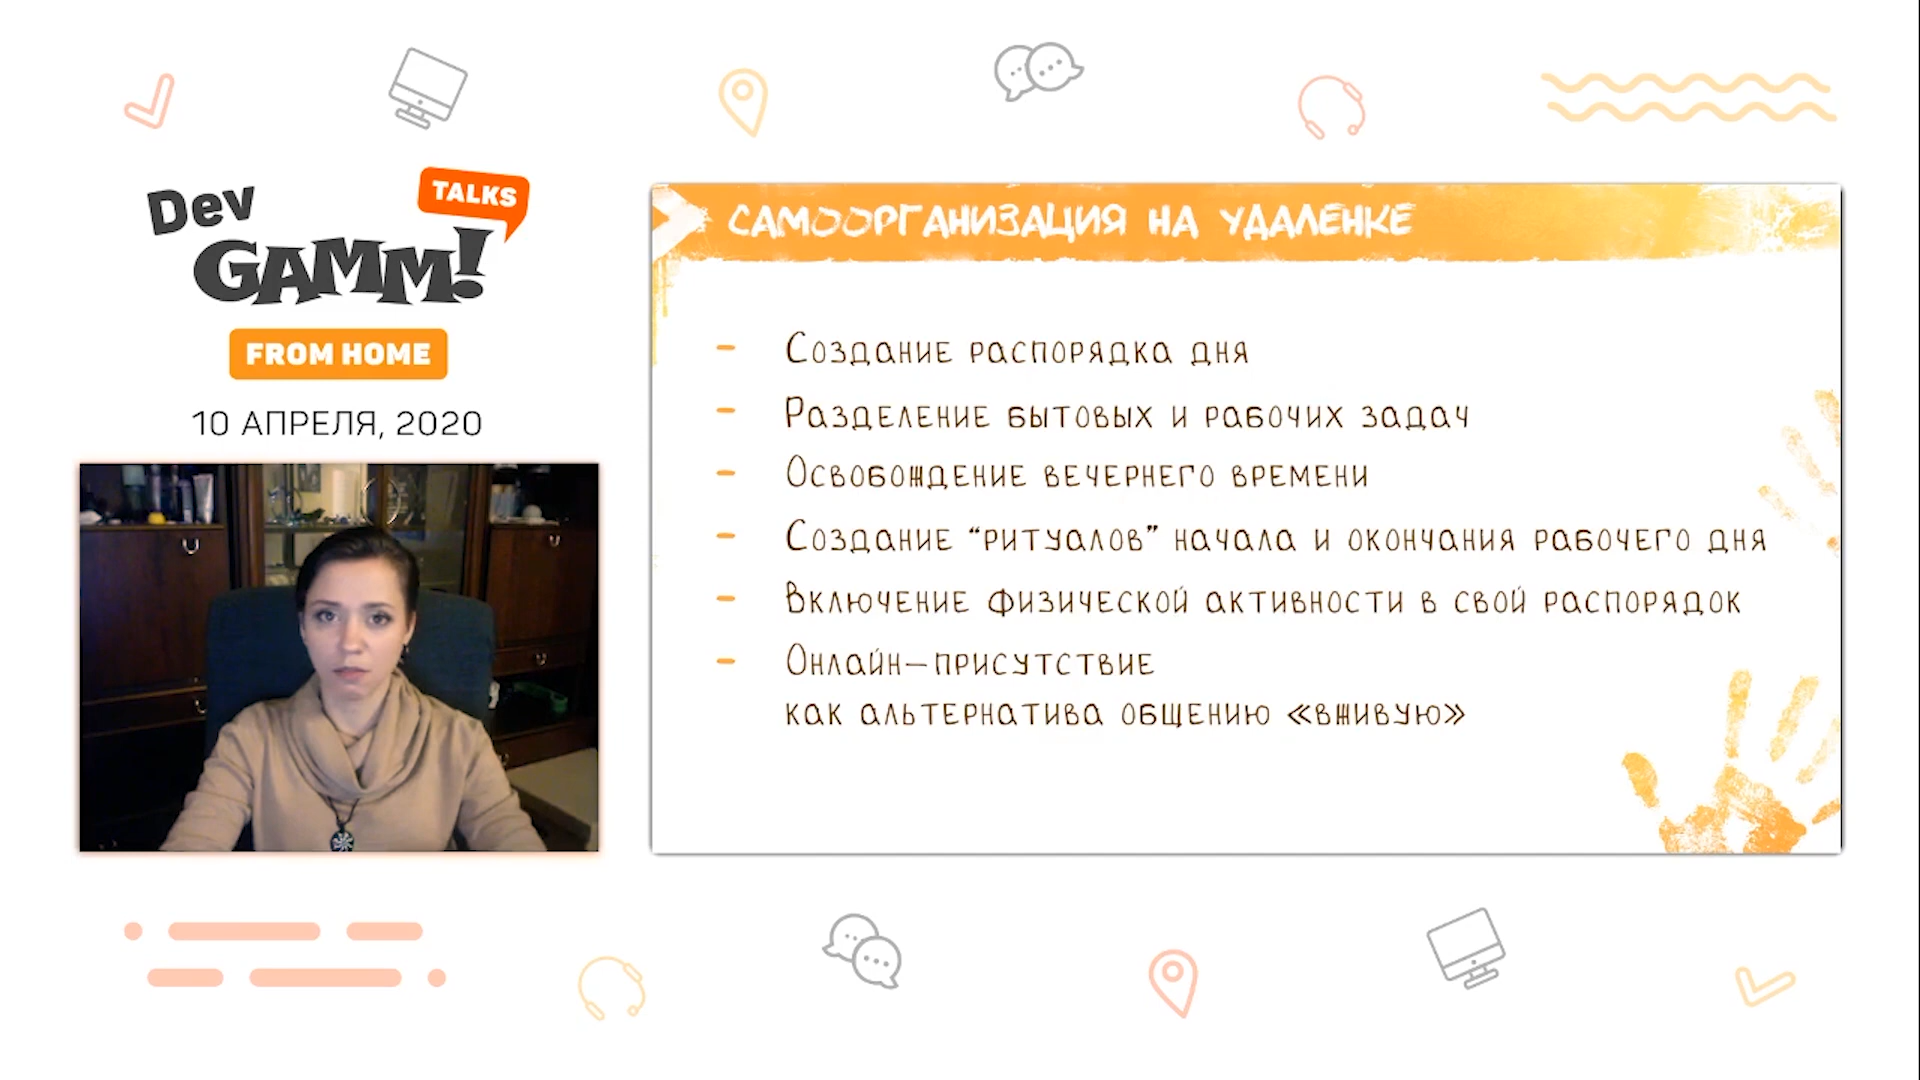 Dev
GAMM!
TALKS
FROM HOME
10 АПРЕЛЯ, 2020
САМООРГАНИЗАЦИЯ НА УДАЛЕНКЕ
- Создание распорядка дня
- Разделение бытовых и рабочих задач
- Освобождение вечернего времени
- Создание “ритуалов” начала и окончания рабочего дня
- Включение физической активности в свой распорядок
- Онлайн-присутствие
как альтернатива общению «вживую»